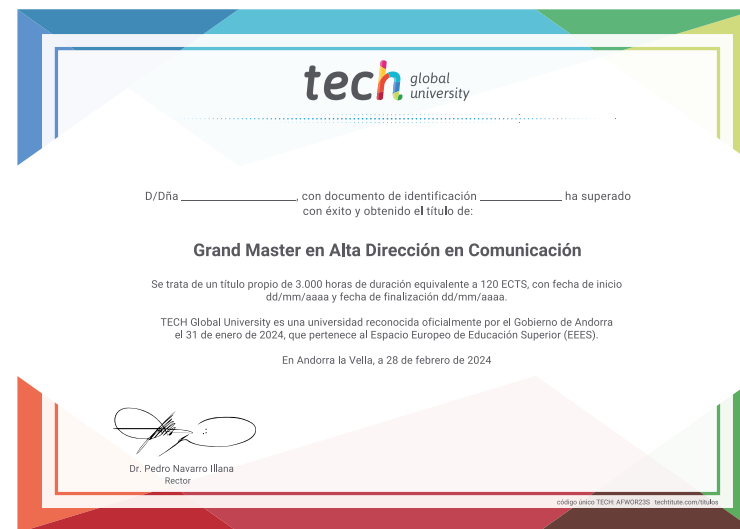 tech global university
D/Dña ____________, con documento de identificación ____________ ha superado
con éxito y obtenido el título de:
Grand Master en Alta Dirección en Comunicación
Se trata de un título propio de 3.000 horas de duración equivalente a 120 ECTS, con fecha de inicio
dd/mm/aaaa y fecha de finalización dd/mm/aaaa.
TECH Global University es una universidad reconocida oficialmente por el Gobierno de Andorra
el 31 de enero de 2024, que pertenece al Espacio Europeo de Educación Superior (EEES).
En Andorra la Vella, a 28 de febrero de 2024
Dr. Pedro Navarro Illana
Rector
código único TECH: AFWOR23S techtitute.com/titulos